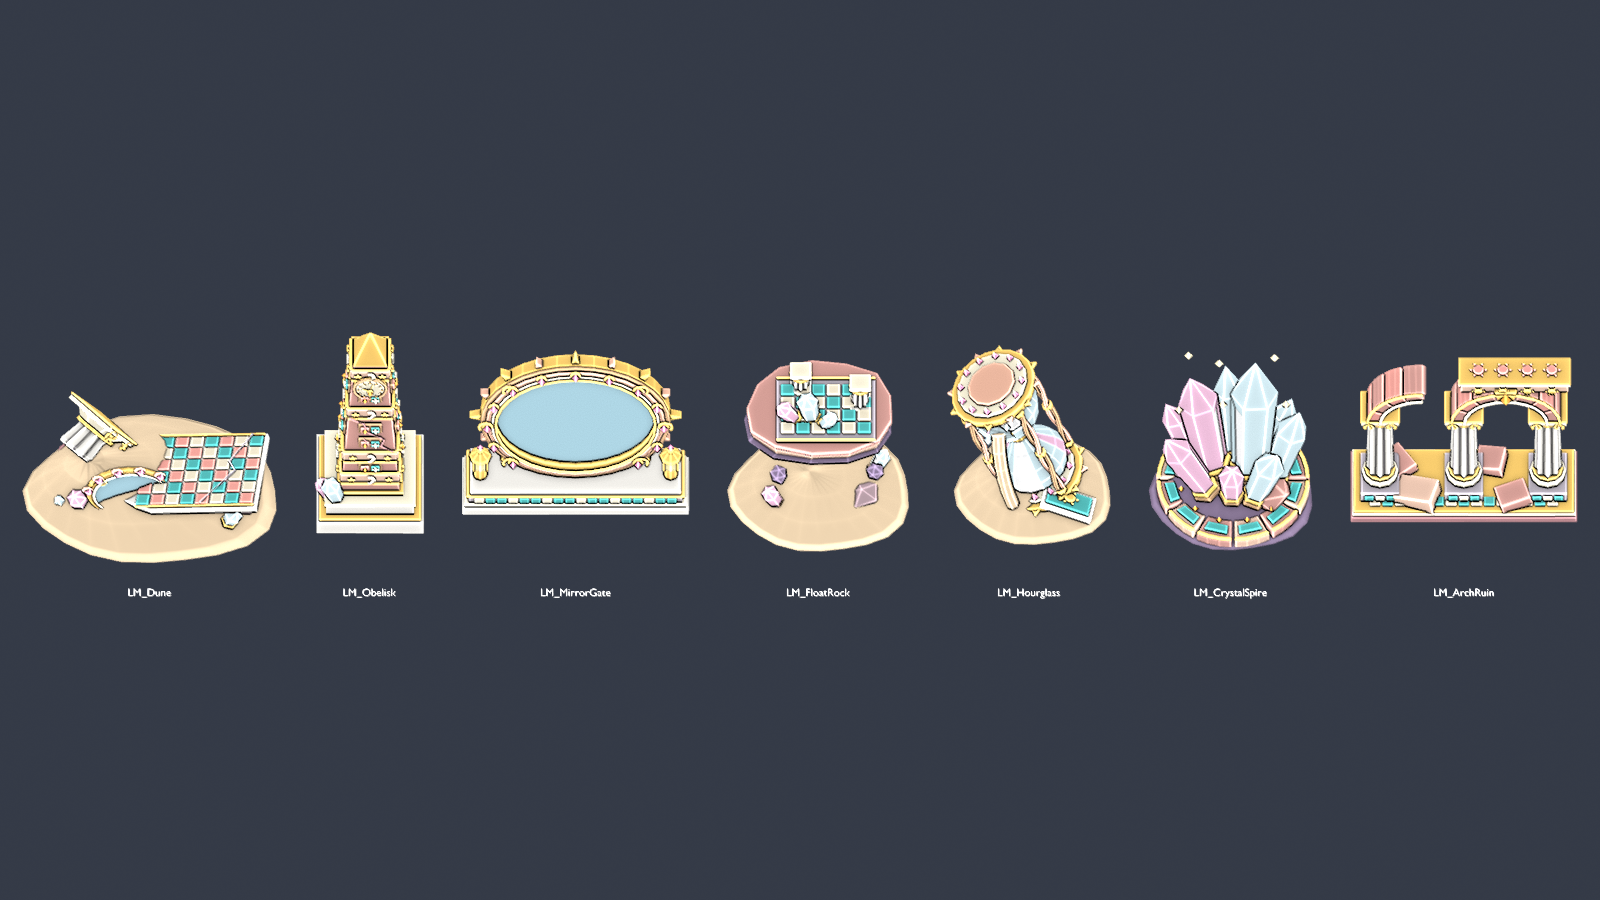 LM_Dune
LM_Obelisk
LM_MirrorGate
LM_FloatRock
LM_Hourglass
LM_CrystalSpire
LM_ArchRuin